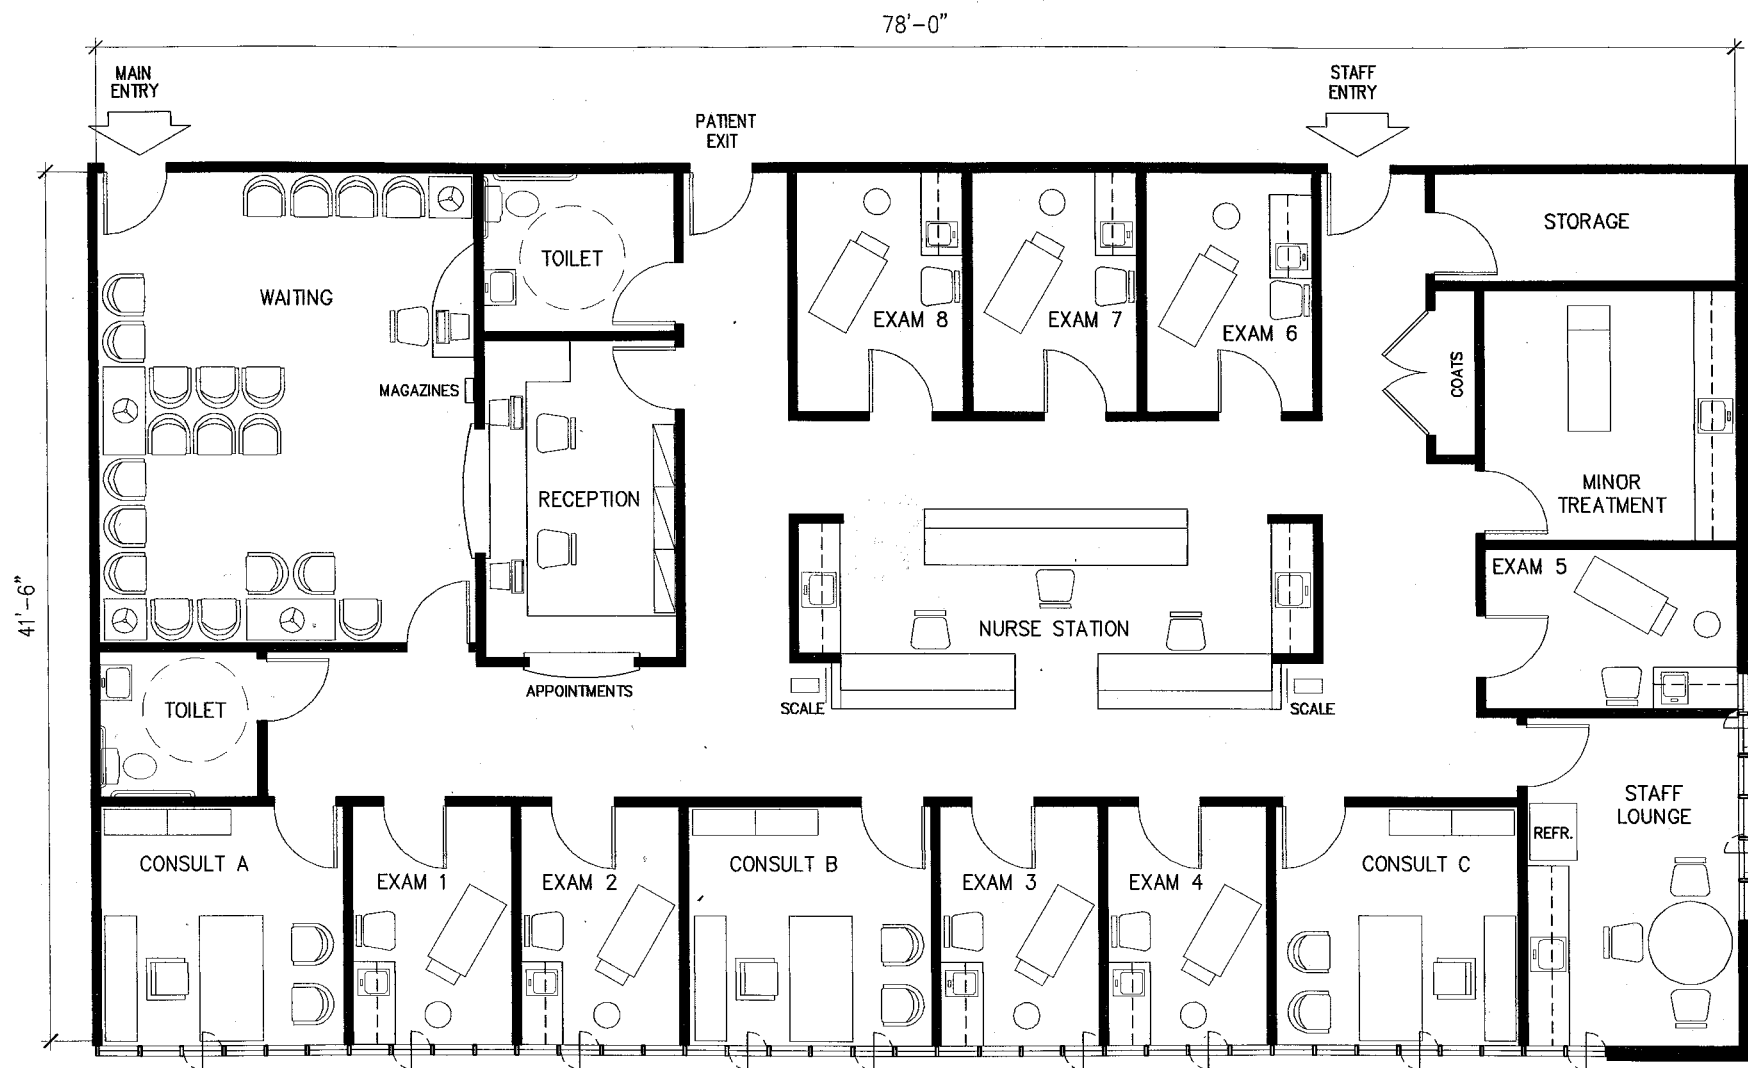 78'-0"
MAIN
ENTRY
STAFF
ENTRY
PATIENT
EXIT
STORAGE
TOILET
WAITING
EXAM 8
EXAM 7
EXAM 6
COATS
MAGAZINES
RECEPTION
MINOR
TREATMENT
EXAM 5
41'-6"
NURSE STATION
APPOINTMENTS
TOILET
SCALE
SCALE
STAFF
LOUNGE
REFR.
CONSULT A
EXAM 1
EXAM 2
CONSULT B
EXAM 3
EXAM 4
CONSULT C